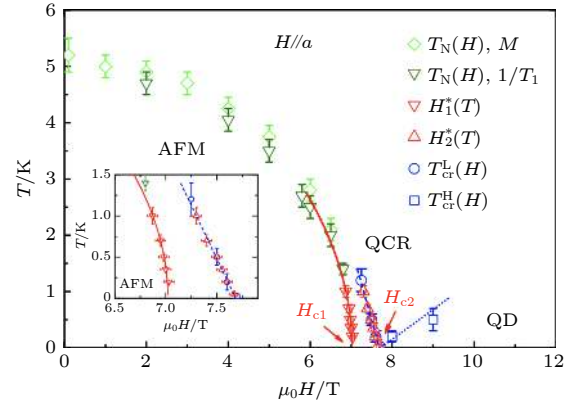 H//a
T_N(H), M
T_N(H), 1/T_1
H_1^*(T)
H_2^*(T)
T_cr^L(H)
T_cr^H(H)
AFM
QCR
QD
H_c1
H_c2
T/K
6
5
4
3
2
1
0
0 2 4 6 8 10 12
μ_0H/T
T/K
1.5
1.0
0.5
0
AFM
6.5 7.0 7.5
μ_0H/T